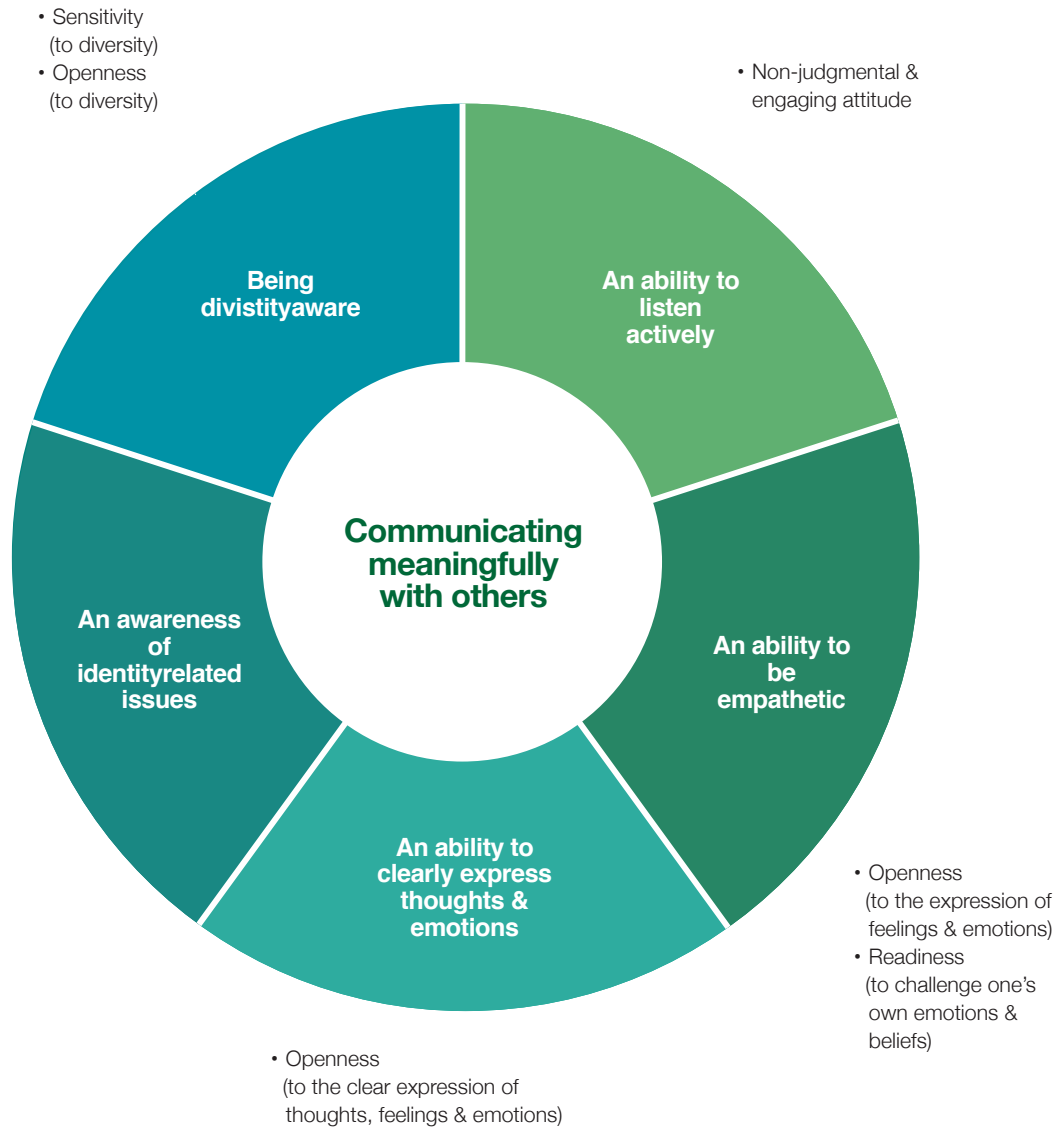 • Sensitivity
(to diversity)
• Openness
(to diversity)
• Non-judgmental &
engaging attitude
Being
divistityaware
An ability to
listen
actively
Communicating
meaningfully
with others
An awareness
of
identityrelated
issues
An ability to
be
empathetic
An ability to
clearly express
thoughts &
emotions
• Openness
(to the expression of
feelings & emotions)
• Readiness
(to challenge one’s
own emotions &
beliefs)
• Openness
(to the clear expression of
thoughts, feelings & emotions)